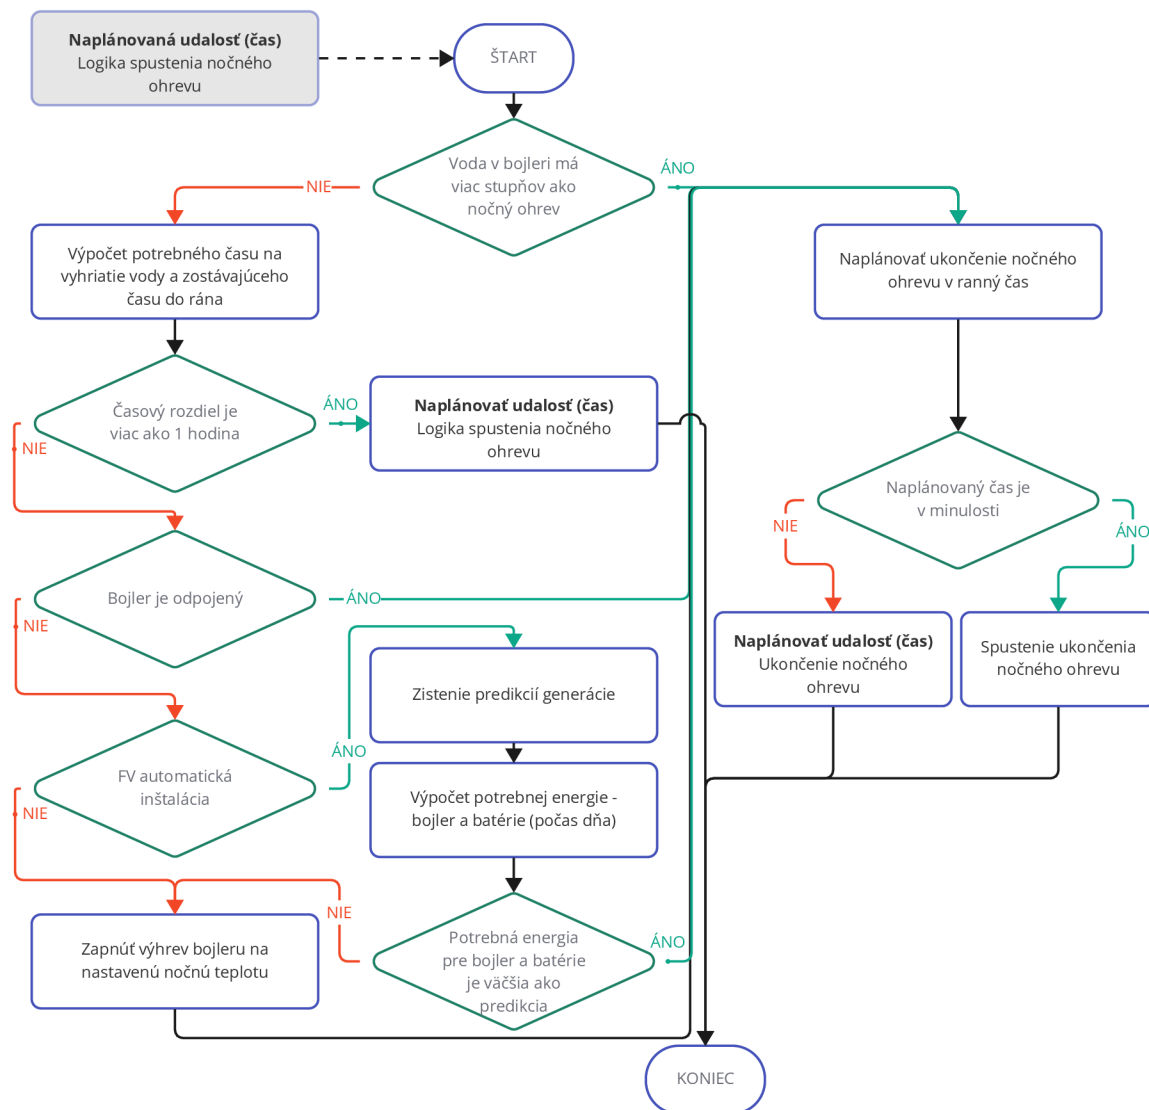 Naplánovaná udalosť (čas)
Logika spustenia nočného
ohrevu
ŠTART
Voda v bojleri má
viac stupňov ako
nočný ohrev
ÁNO
NIE
Výpočet potrebného času na
vyhriatie vody a zostávajúceho
času do rána
Naplánovať ukončenie nočného
ohrevu v ranný čas
Časový rozdiel je
viac ako 1 hodina
ÁNO
NIE
Naplánovať udalosť (čas)
Logika spustenia nočného
ohrevu
Naplánovaný čas je
v minulosti
NIE
ÁNO
Bojler je odpojený
ÁNO
NIE
Naplánovať udalosť (čas)
Ukončenie nočného
ohrevu
Spustenie ukončenia
nočného ohrevu
Zistenie predikcií generácie
FV automatická
inštalácia
ÁNO
NIE
Výpočet potrebnej energie -
bojler a batérie (počas dňa)
Potrebná energia
pre bojler a batérie
je väčšia ako
predikcia
NIE
ÁNO
Zapnúť výhrev bojleru na
nastavenú nočnú teplotu
KONIEC